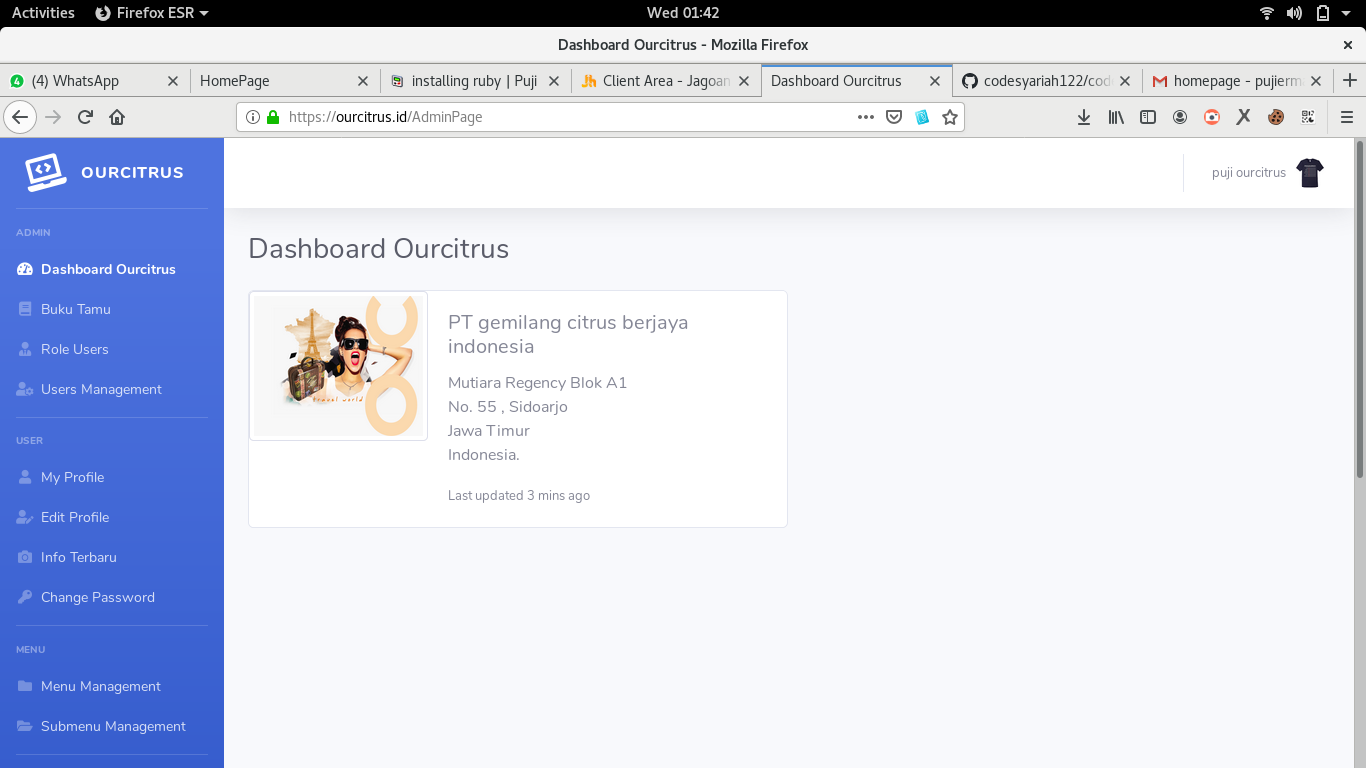 Activities Firefox ESR Wed 01:42
Dashboard Ourcitrus - Mozilla Firefox
(4) WhatsApp HomePage installing ruby | Puji Client Area - Jagoan Dashboard Ourcitrus codesyariah122/cod homepage - pujierm
https://ourcitrus.id/AdminPage
OURCITRUS
puji ourcitrus
ADMIN
Dashboard Ourcitrus
Buku Tamu
Role Users
Users Management
USER
My Profile
Edit Profile
Info Terbaru
Change Password
MENU
Menu Management
Submenu Management
Dashboard Ourcitrus
travel world
PT gemilang citrus berjaya
indonesia
Mutiara Regency Blok A1
No. 55 , Sidoarjo
Jawa Timur
Indonesia.
Last updated 3 mins ago